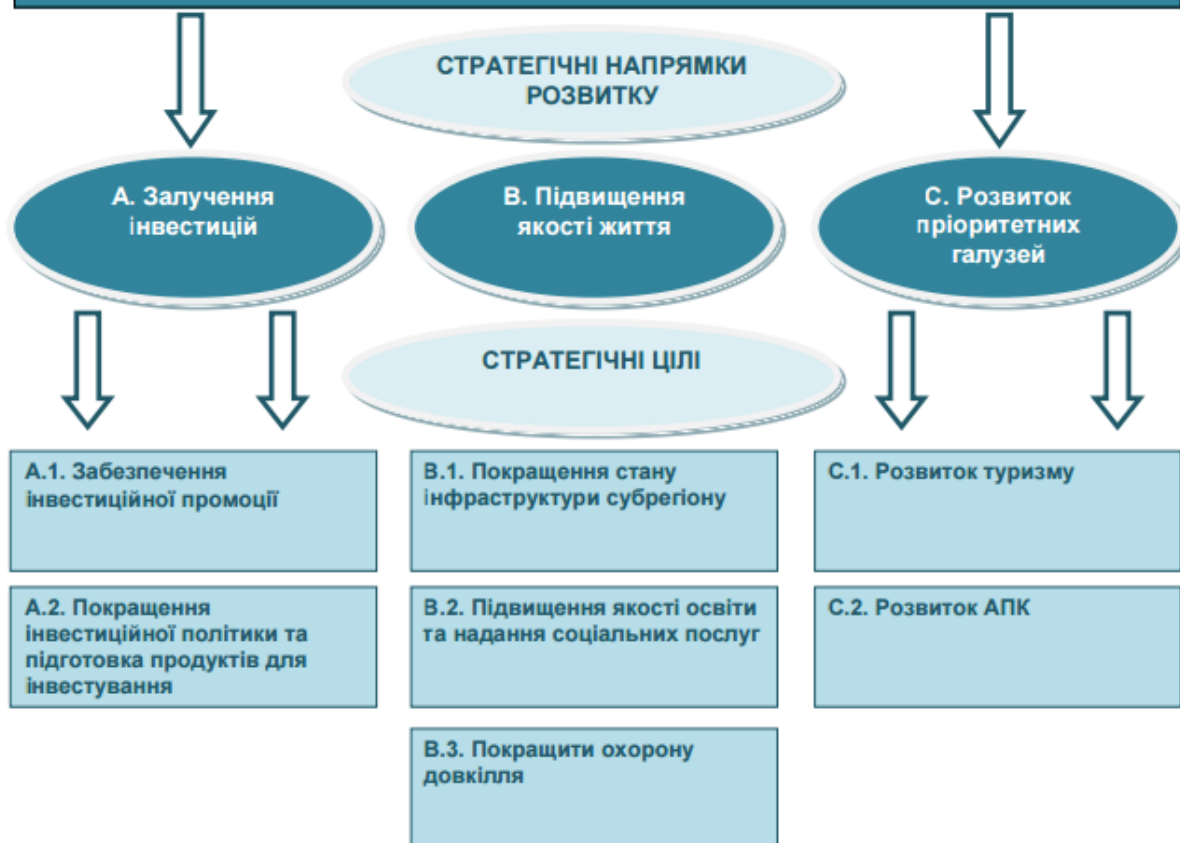 СТРАТЕГІЧНІ НАПРЯМКИ
РОЗВИТКУ
А. Залучення
інвестицій
В. Підвищення
якості життя
С. Розвиток
пріоритетних
галузей
СТРАТЕГІЧНІ ЦІЛІ
А.1. Забезпечення
інвестиційної промоції
В.1. Покращення стану
інфраструктури субрегіону
С.1. Розвиток туризму
А.2. Покращення
інвестиційної політики та
підготовка продуктів для
інвестування
В.2. Підвищення якості освіти
та надання соціальних послуг
С.2. Розвиток АПК
В.3. Покращити охорону
довкілля